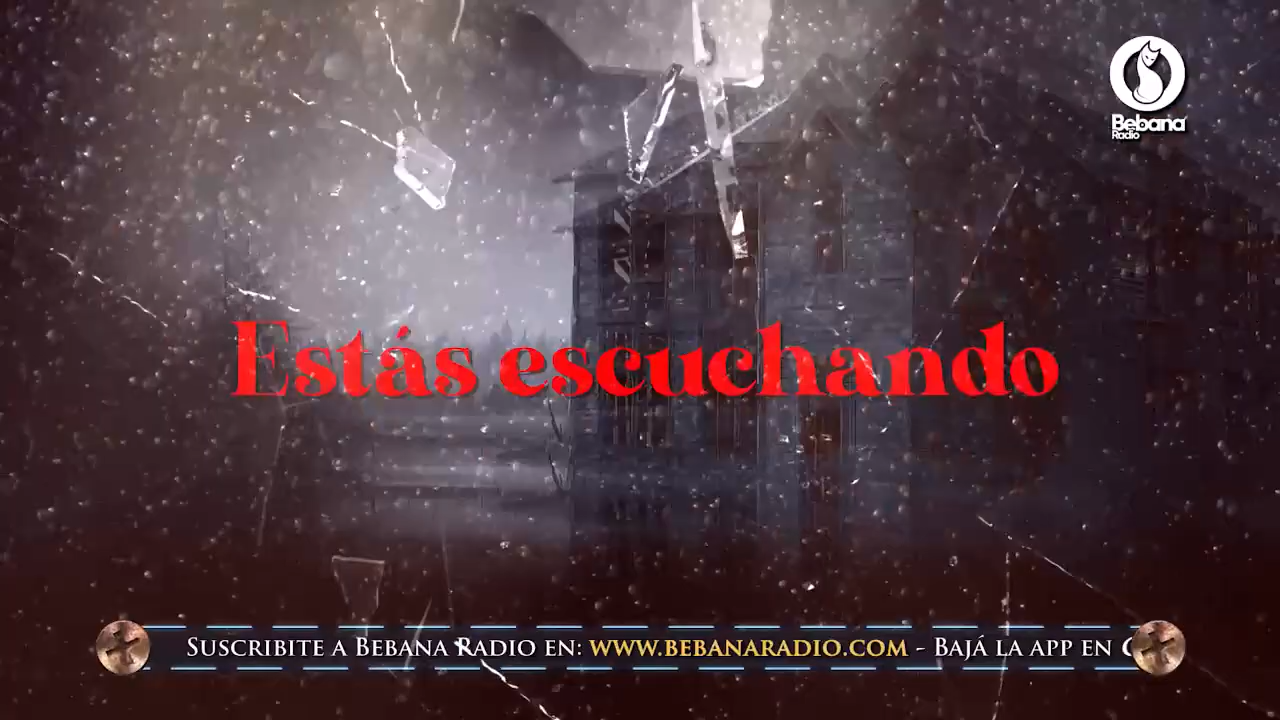 Bebana
Radio
Estás escuchando
SUSCRIBITE A BEBANA RADIO EN: WWW.BEBANARADIO.COM - BAJÁ LA APP EN